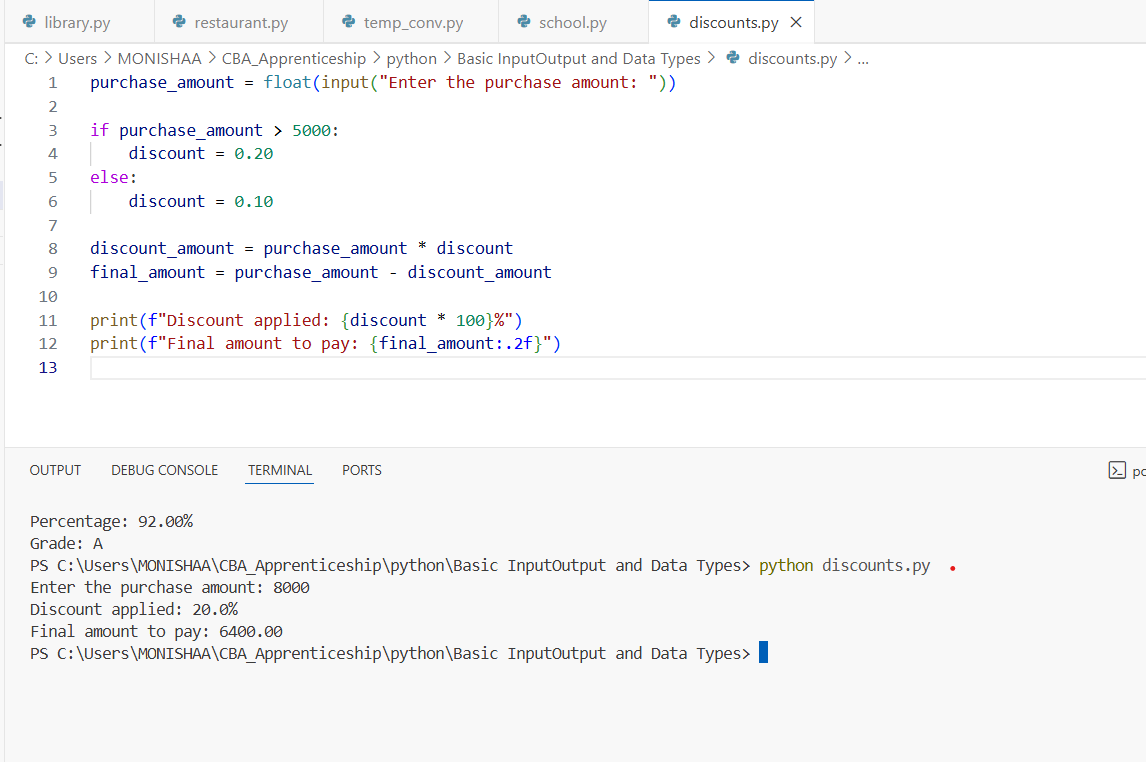 library.py restaurant.py temp_conv.py school.py discounts.py ×
C: > Users > MONISHAA > CBA_Apprenticeship > python > Basic InputOutput and Data Types > discounts.py > ...
1 purchase_amount = float(input("Enter the purchase amount: "))
2
3 if purchase_amount > 5000:
4     discount = 0.20
5 else:
6     discount = 0.10
7
8 discount_amount = purchase_amount * discount
9 final_amount = purchase_amount - discount_amount
10
11 print(f"Discount applied: {discount * 100}%")
12 print(f"Final amount to pay: {final_amount:.2f}")
13
OUTPUT DEBUG CONSOLE TERMINAL PORTS
Percentage: 92.00%
Grade: A
PS C:\Users\MONISHAA\CBA_Apprenticeship\python\Basic InputOutput and Data Types> python discounts.py
Enter the purchase amount: 8000
Discount applied: 20.0%
Final amount to pay: 6400.00
PS C:\Users\MONISHAA\CBA_Apprenticeship\python\Basic InputOutput and Data Types>